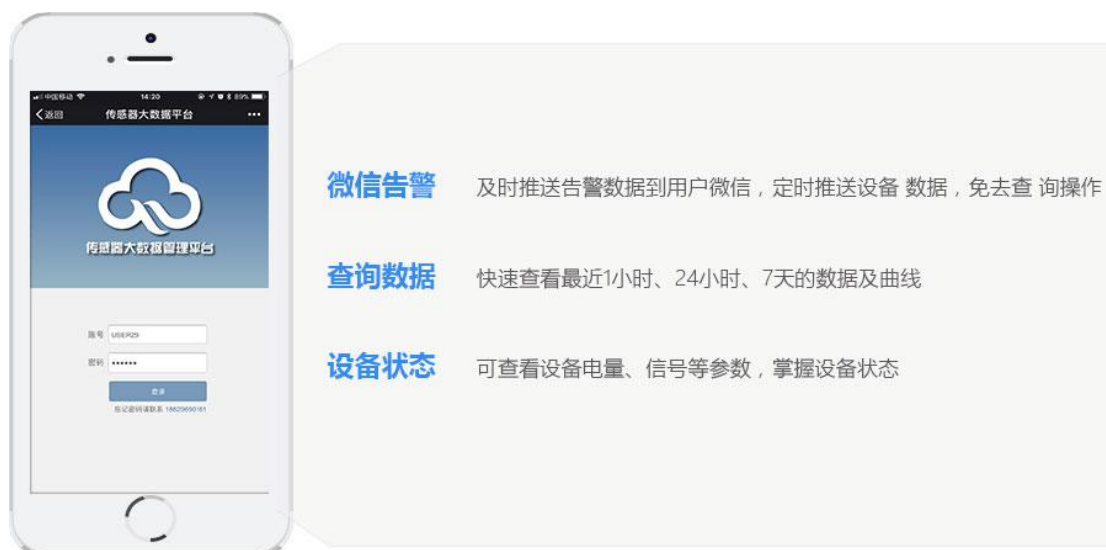 中国移动 14:20 89%
返回 传感器大数据平台
传感器大数据管理平台
账号 USER29
密码 ••••••
登录
忘记密码请联系
微信告警 及时推送告警数据到用户微信，定时推送设备 数据，免去查 询操作
查询数据 快速查看最近1小时、24小时、7天的数据及曲线
设备状态 可查看设备电量、信号等参数，掌握设备状态